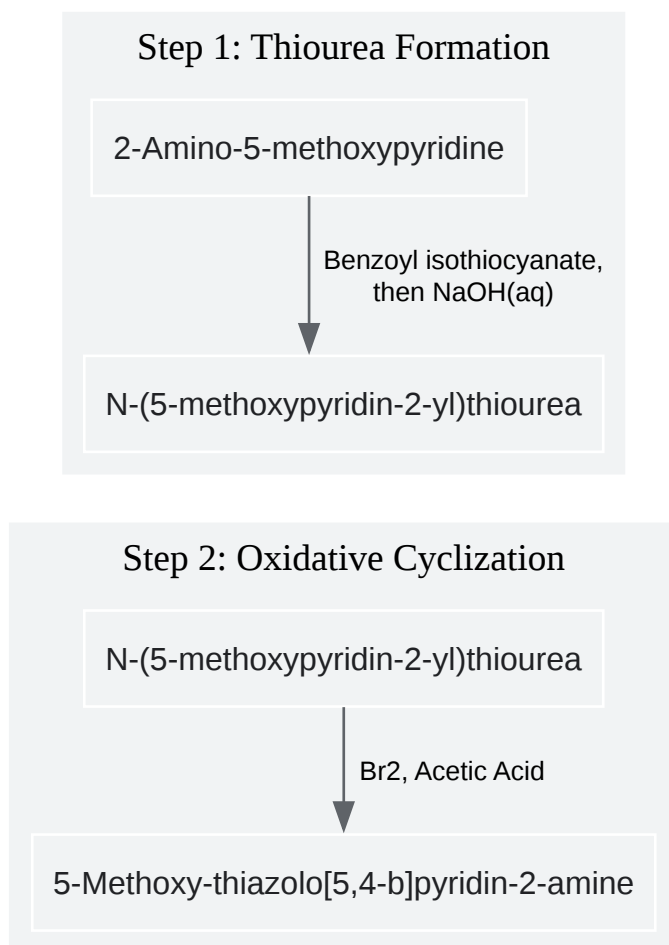 Step 1: Thiourea Formation
2-Amino-5-methoxypyridine
Benzoyl isothiocyanate,
then NaOH(aq)
N-(5-methoxypyridin-2-yl)thiourea
Step 2: Oxidative Cyclization
N-(5-methoxypyridin-2-yl)thiourea
Br2, Acetic Acid
5-Methoxy-thiazolo[5,4-b]pyridin-2-amine